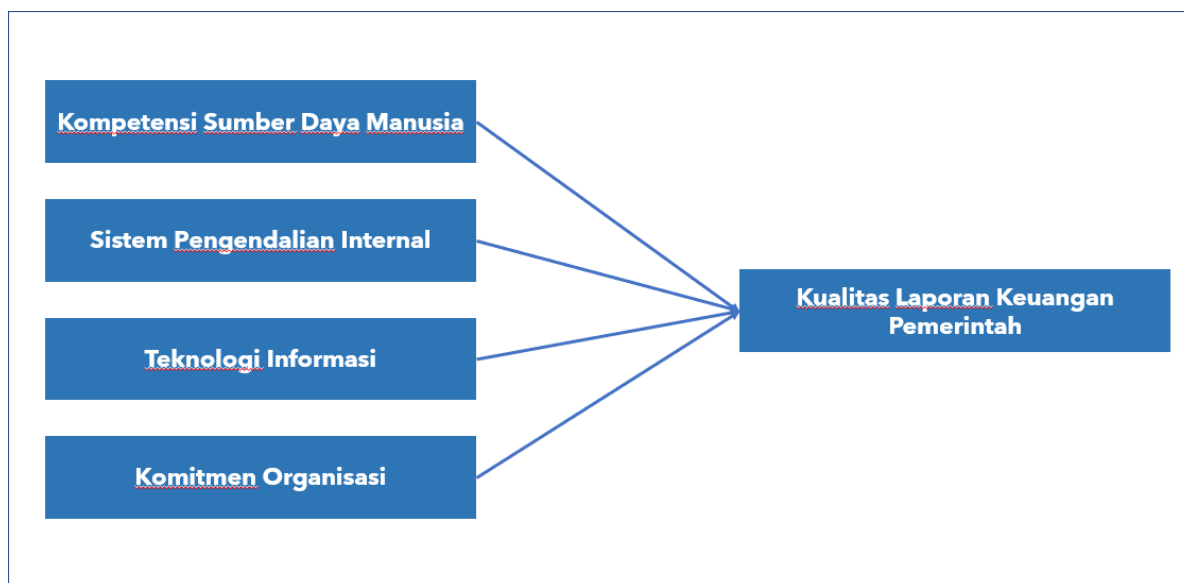 Kompetensi Sumber Daya Manusia
Sistem Pengendalian Internal
Teknologi Informasi
Komitmen Organisasi
Kualitas Laporan Keuangan
Pemerintah